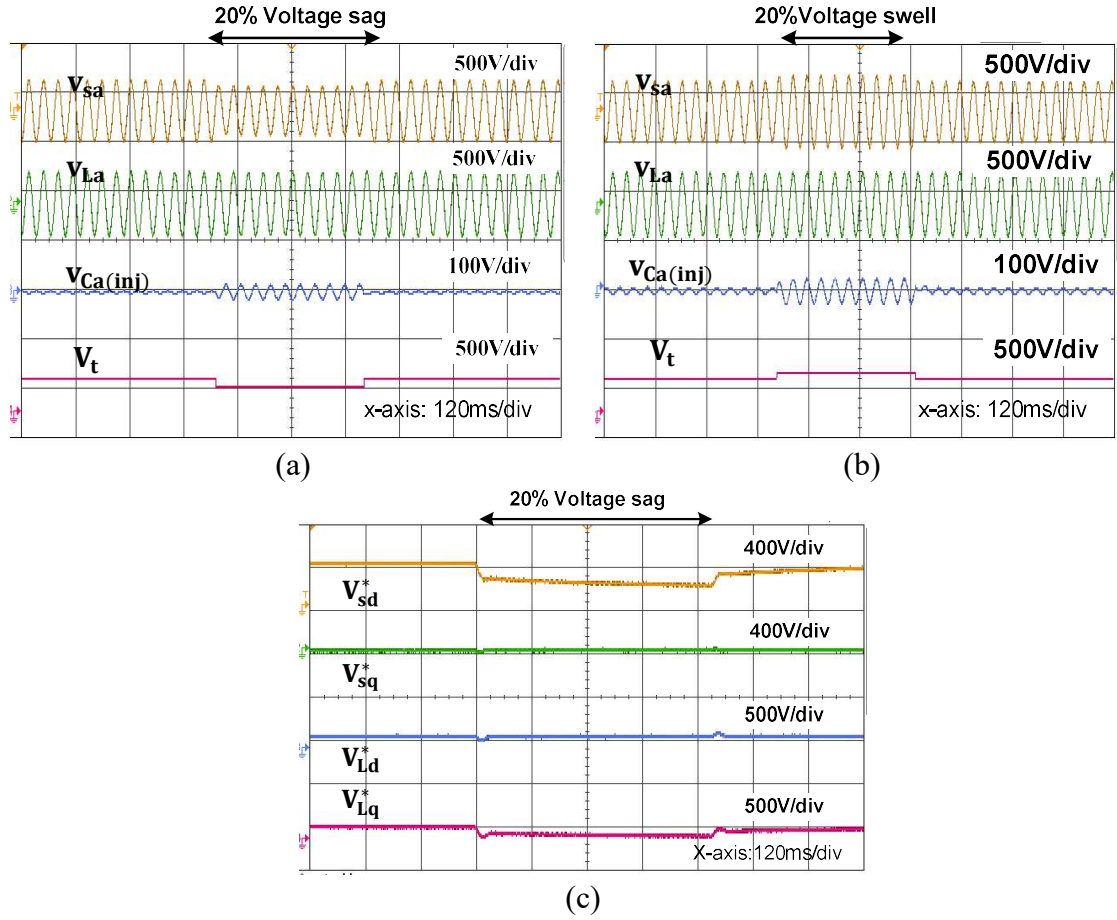 20% Voltage sag
500V/div
vsa
500V/div
vLa
100V/div
vCa(inj)
500V/div
Vt
x-axis: 120ms/div
(a)
20%Voltage swell
500V/div
vsa
500V/div
vLa
100V/div
vCa(inj)
500V/div
Vt
x-axis: 120ms/div
(b)
20% Voltage sag
400V/div
V*sd
400V/div
V*sq
500V/div
V*Ld
V*Lq
500V/div
X-axis:120ms/div
(c)